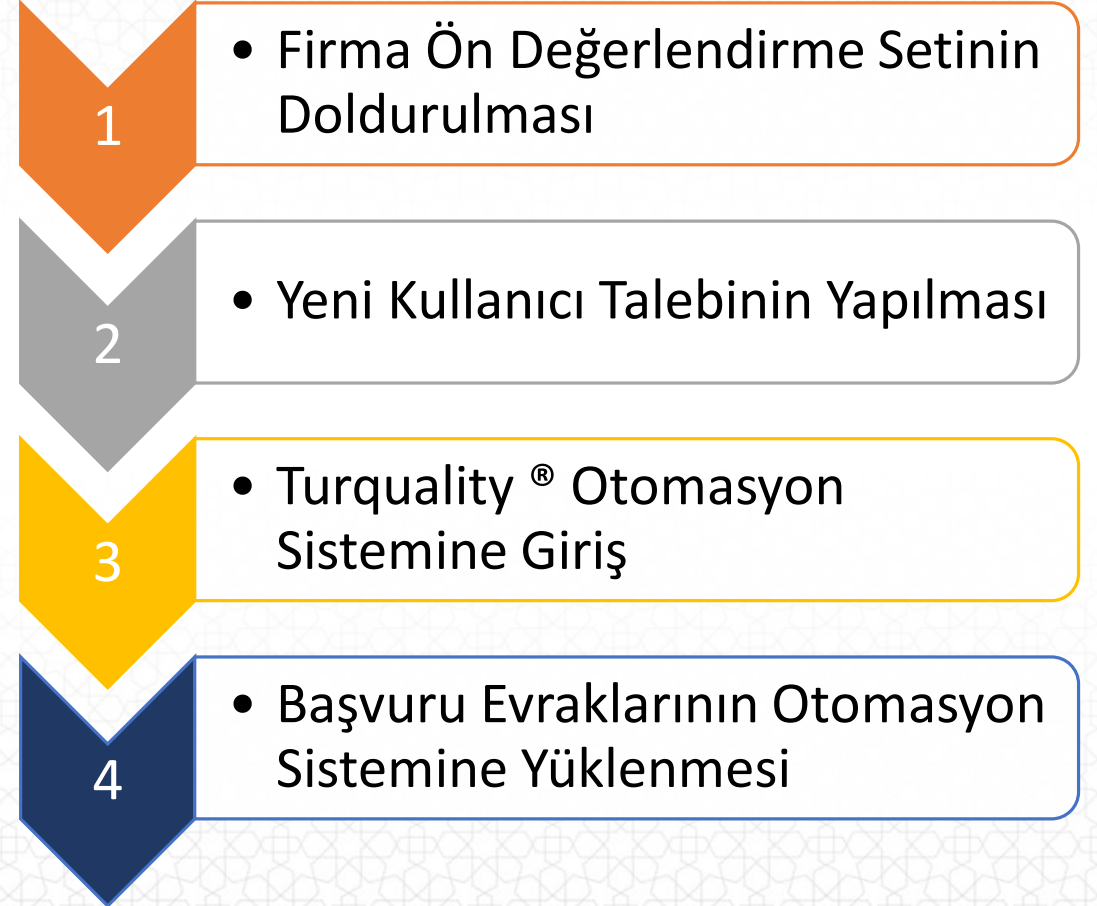 1
• Firma Ön Değerlendirme Setinin
Doldurulması
2
• Yeni Kullanıcı Talebinin Yapılması
3
• Turquality ® Otomasyon
Sistemine Giriş
4
• Başvuru Evraklarının Otomasyon
Sistemine Yüklenmesi